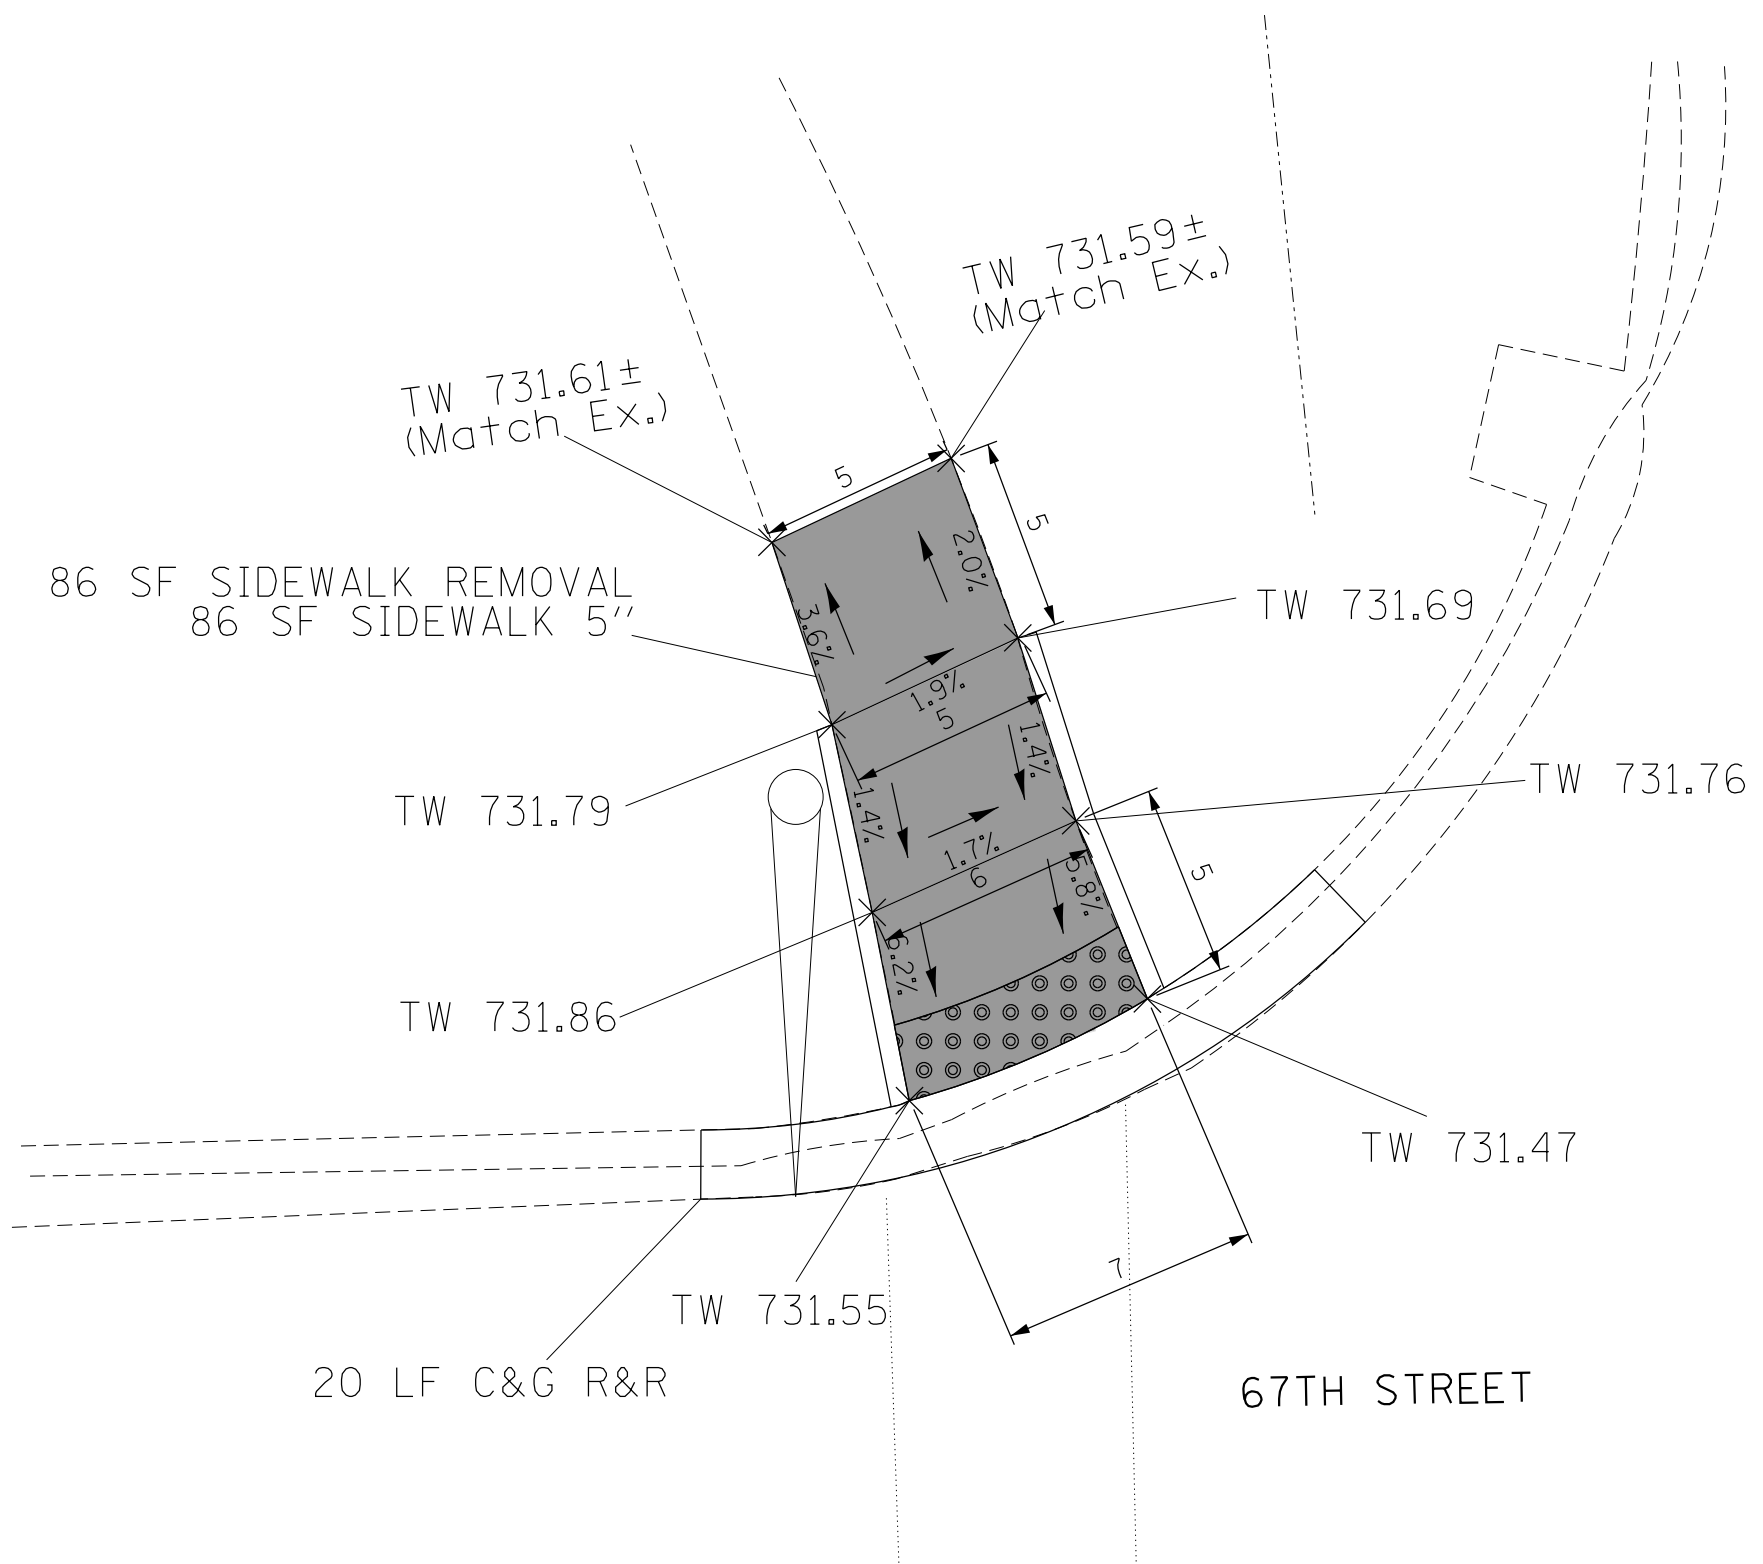 TW 731.59±
(Match Ex.)
TW 731.61±
(Match Ex.)
5
5
2.0%
86 SF SIDEWALK REMOVAL
86 SF SIDEWALK 5"
3.6%
TW 731.69
1.9%
5
TW 731.79
1.4%
1.4%
TW 731.76
1.7%
6
5.8%
5
6.2%
TW 731.86
TW 731.47
7
TW 731.55
20 LF C&G R&R
67TH STREET